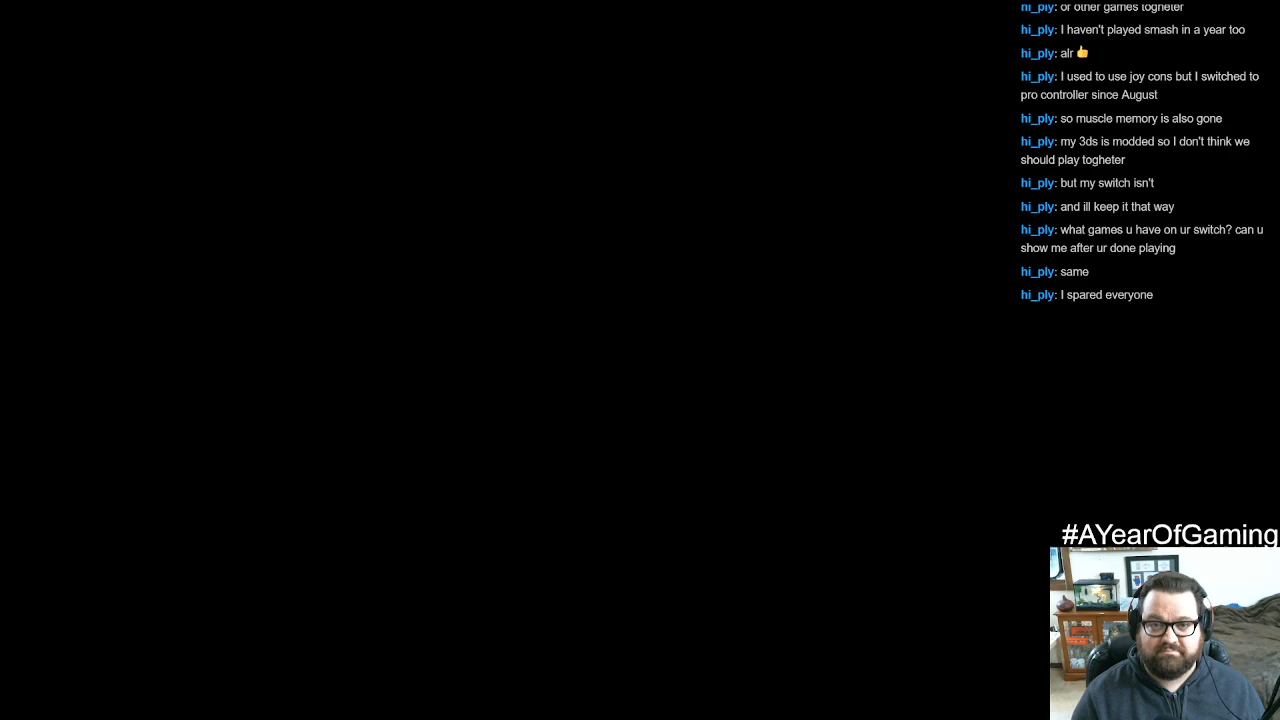 hi_ply: or other games togheter
hi_ply: I haven't played smash in a year too
hi_ply: alr 👍
hi_ply: I used to use joy cons but I switched to
pro controller since August
hi_ply: so muscle memory is also gone
hi_ply: my 3ds is modded so I don't think we
should play togheter
hi_ply: but my switch isn't
hi_ply: and ill keep it that way
hi_ply: what games u have on ur switch? can u
show me after ur done playing
hi_ply: same
hi_ply: I spared everyone
#AYearOfGaming